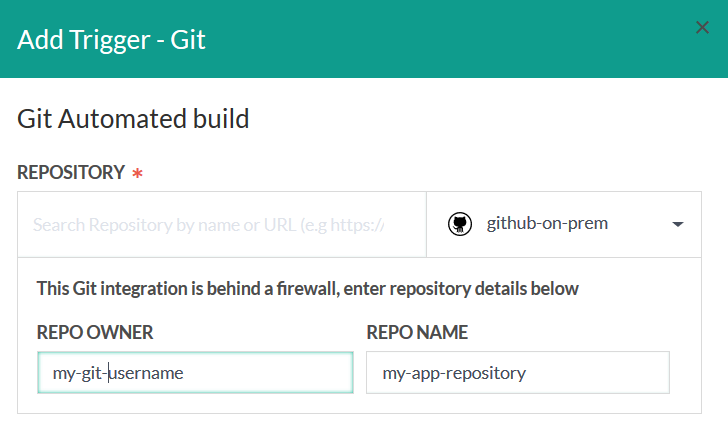 Add Trigger - Git
Git Automated build
REPOSITORY *
Search Repository by name or URL (e.g https:/
github-on-prem
This Git integration is behind a firewall, enter repository details below
REPO OWNER
REPO NAME
my-git-username
my-app-repository